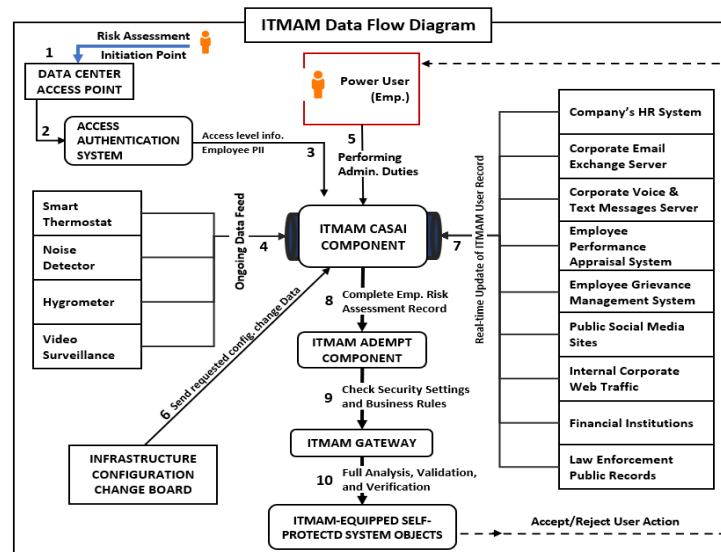 ITMAM Data Flow Diagram
1
Risk Assessment
Initiation Point
DATA CENTER
ACCESS POINT
2
ACCESS
AUTHENTICATION
SYSTEM
Access level info.
Employee PII
3
Power User
(Emp.)
5
Performing
Admin. Duties
Smart
Thermostat
Noise
Detector
Hygrometer
Video
Surveillance
Ongoing Data Feed
4
ITMAM CASAI
COMPONENT
7
Real-time Update of ITMAM User Record
Company's HR System
Corporate Email
Exchange Server
Corporate Voice &
Text Messages Server
Employee
Performance
Appraisal System
Employee Grievance
Management System
Public Social Media
Sites
Internal Corporate
Web Traffic
Financial Institutions
Law Enforcement
Public Records
6 Send requested config. change Data
INFRASTRUCTURE
CONFIGURATION
CHANGE BOARD
8
Complete Emp. Risk
Assessment Record
ITMAM ADEMPT
COMPONENT
9
Check Security Settings
and Business Rules
ITMAM GATEWAY
10
Full Analysis, Validation,
and Verification
ITMAM-EQUIPPED SELF-
PROTECTD SYSTEM OBJECTS
Accept/Reject User Action